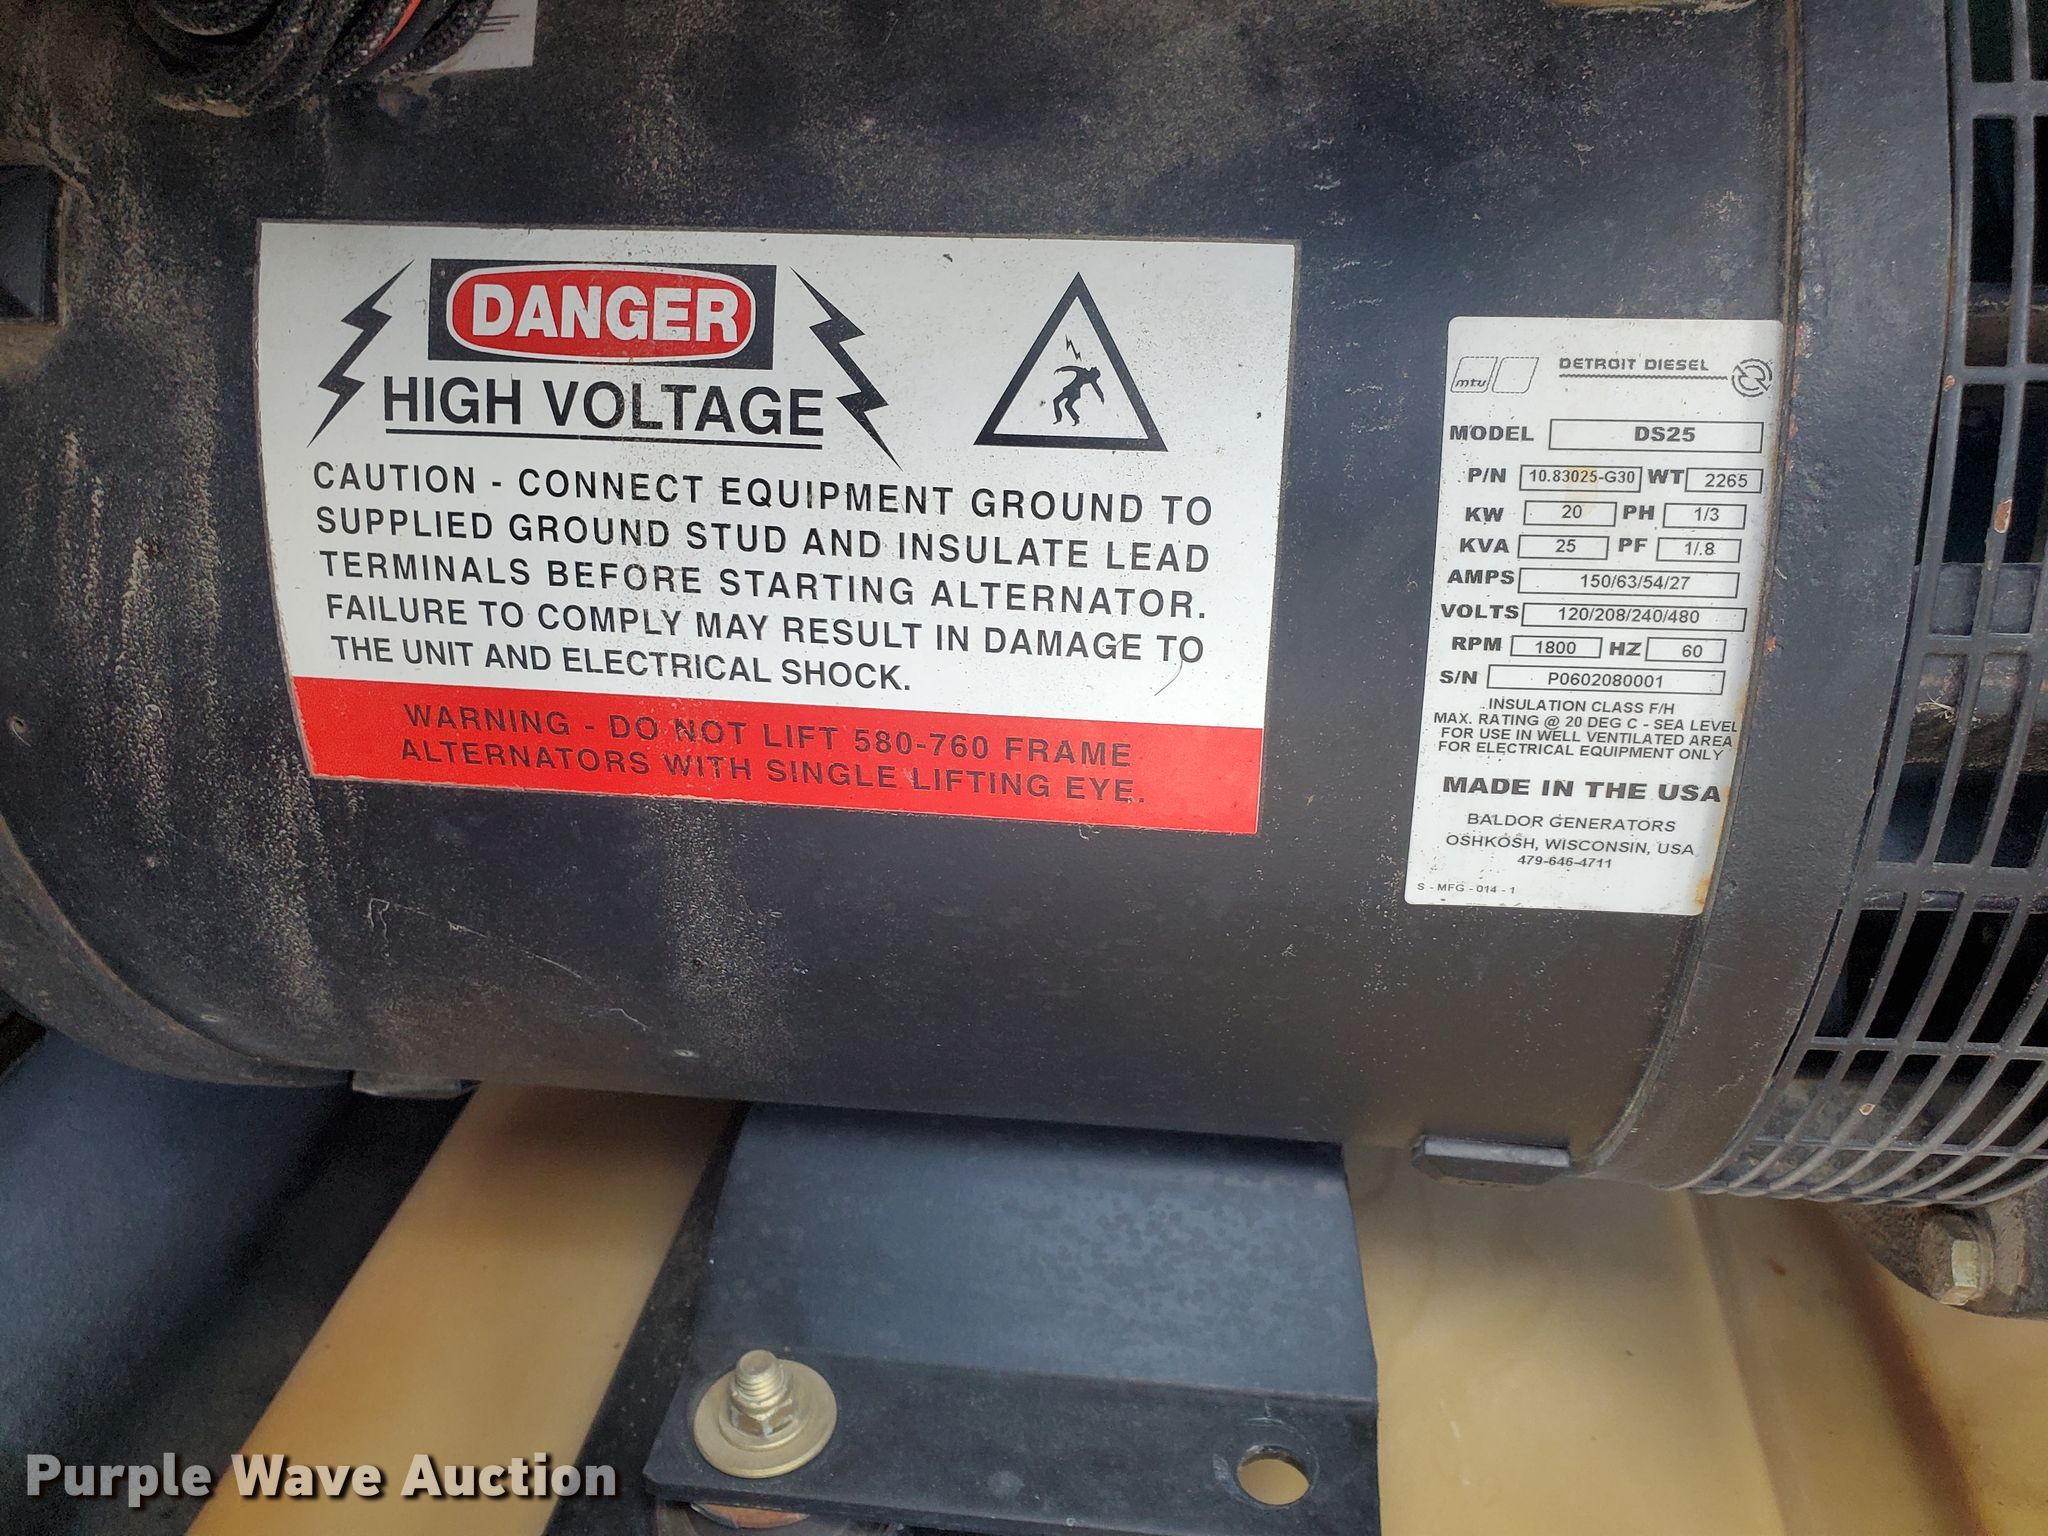 DANGER
HIGH VOLTAGE
CAUTION - CONNECT EQUIPMENT GROUND TO
SUPPLIED GROUND STUD AND INSULATE LEAD
TERMINALS BEFORE STARTING ALTERNATOR.
FAILURE TO COMPLY MAY RESULT IN DAMAGE TO
THE UNIT AND ELECTRICAL SHOCK.
WARNING - DO NOT LIFT 580-760 FRAME
ALTERNATORS WITH SINGLE LIFTING EYE.
mtu DETROIT DIESEL
MODEL DS25
P/N 10.83025-G30 WT 2265
KW 20 PH 1/3
KVA 25 PF 1/.8
AMPS 150/63/54/27
VOLTS 120/208/240/480
RPM 1800 HZ 60
S/N P0602080001
INSULATION CLASS F/H
MAX. RATING @ 20 DEG C - SEA LEVEL
FOR USE IN WELL VENTILATED AREA
FOR ELECTRICAL EQUIPMENT ONLY
MADE IN THE USA
BALDOR GENERATORS
OSHKOSH, WISCONSIN, USA
479-646-4711
S - MFG - 014 - 1
Purple Wave Auction